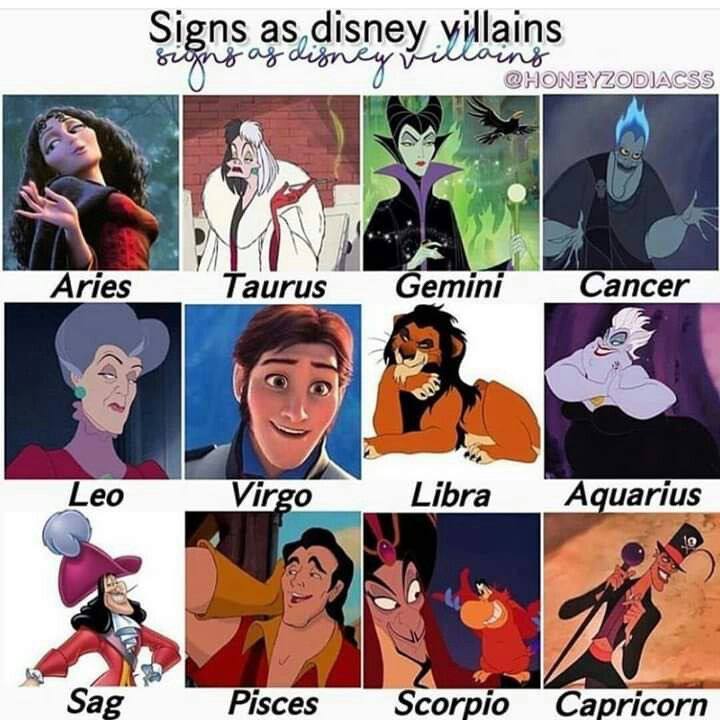 Signs as disney villains
signs as disney villains
@HONEYZODIACSS
Aries Taurus Gemini Cancer
Leo Virgo Libra Aquarius
Sag Pisces Scorpio Capricorn